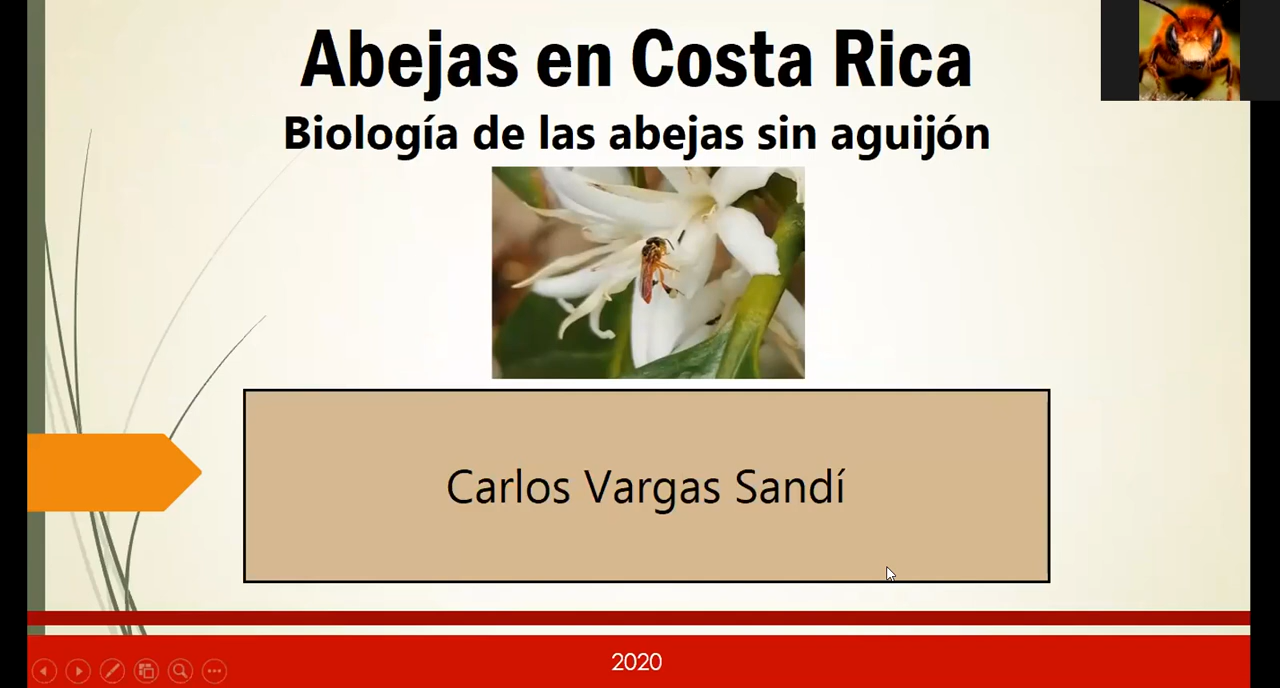 Abejas en Costa Rica
Biología de las abejas sin aguijón
Carlos Vargas Sandí
2020